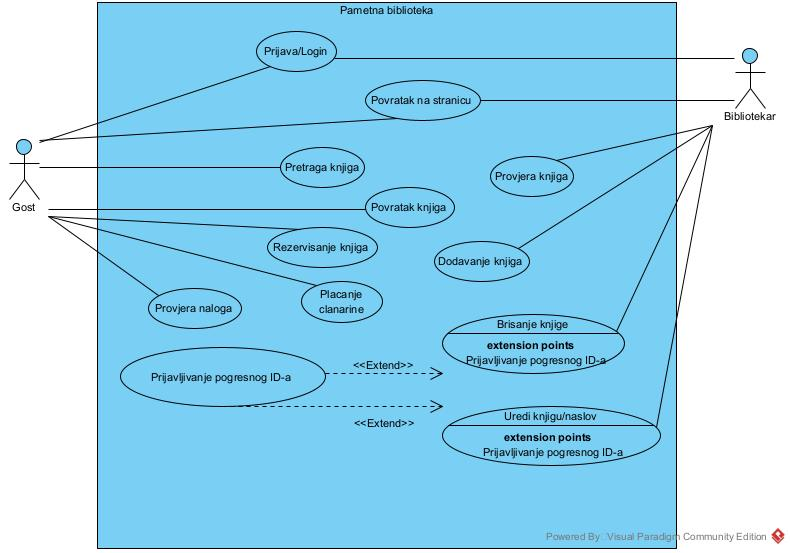 Pametna biblioteka
Prijava/Login
Povratak na stranicu
Bibliotekar
Pretraga knjiga
Provjera knjiga
Gost
Povratak knjiga
Rezervisanje knjiga
Dodavanje knjiga
Placanje
clanarine
Provjera naloga
Brisanje knjige
extension points
Prijavljivanje pogresnog ID-a
<<Extend>>
Prijavljivanje pogresnog ID-a
Uredi knjigu/naslov
<<Extend>>
extension points
Prijavljivanje pogresnog ID-a
Powered By Visual Paradigm Community Edition